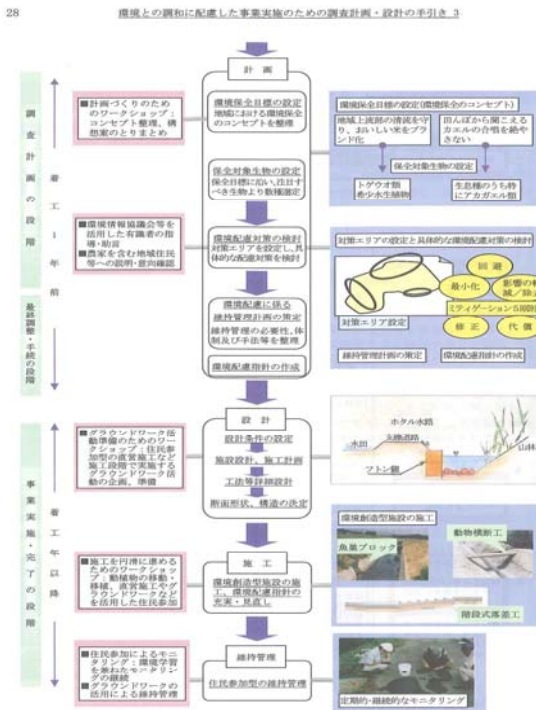 28
環境との調和に配慮した事業実施のための調査計画・設計の手引き 3
計画
調査計画の段階
着工1年前
■計画づくりのた
めのワークショップ：
コンセプト整理、構
想案のとりまとめ
環境保全目標の設定
地域における環境保全
のコンセプトを整理
環境保全目標の設定(環境保全のコンセプト)
地域上流部の清流を守
り、おいしい米をブラン
ド化
田んぼから聞こえる
カエルの合唱を絶や
さない
保全対象生物の設定
トゲウオ類
希少水生植物
生息種のうち特
にアカガエル類
保全対象生物の設定
保全目標に沿い、注目す
べき生物より数種選定
■環境情報協議会等を
活用した有識者の指
導・助言
■農家を含む地域住民
等への説明・意向確認
環境配慮対策の検討
対策エリアを設定し、具
体的な配慮対策を検討
対策エリアの設定と具体的な環境配慮対策の検討
回避
最小化
影響の軽
減／除去
ミティゲーション5原則
修正
代償
対策エリア設定
維持管理計画の策定
環境配慮指針の作成
最終調整・手続の段階
環境配慮に係る
維持管理計画の策定
維持管理の必要性、体
制及び手法等を整理
環境配慮指針の作成
設計
事業実施・完了の段階
着工年以降
■グラウンドワーク活
動準備のためのワー
クショップ：住民参
加型の直営施工など
施工段階で実施する
グラウンドワーク活
動の企画、準備
設計条件の設定
施設設計、施工計画
工法等詳細設計
断面形状、構造の決定
ホタル水路
水田
山林
フトン籠
施工
■施工を円滑に進める
ためのワークショッ
プ：動植物の移動・
移植、直営施工やグ
ラウンドワークなど
を活用した住民参加
環境創造型施設の施
工、環境配慮指針の
充実・見直し
環境創造型施設の施工
魚巣ブロック
動物横断工
階段式落差工
維持管理
■住民参加によるモニ
タリング：環境学習
を兼ねたモニタリン
グの継続
■グラウンドワークの
活用による維持管理
住民参加型の維持管理
定期的・継続的なモニタリング